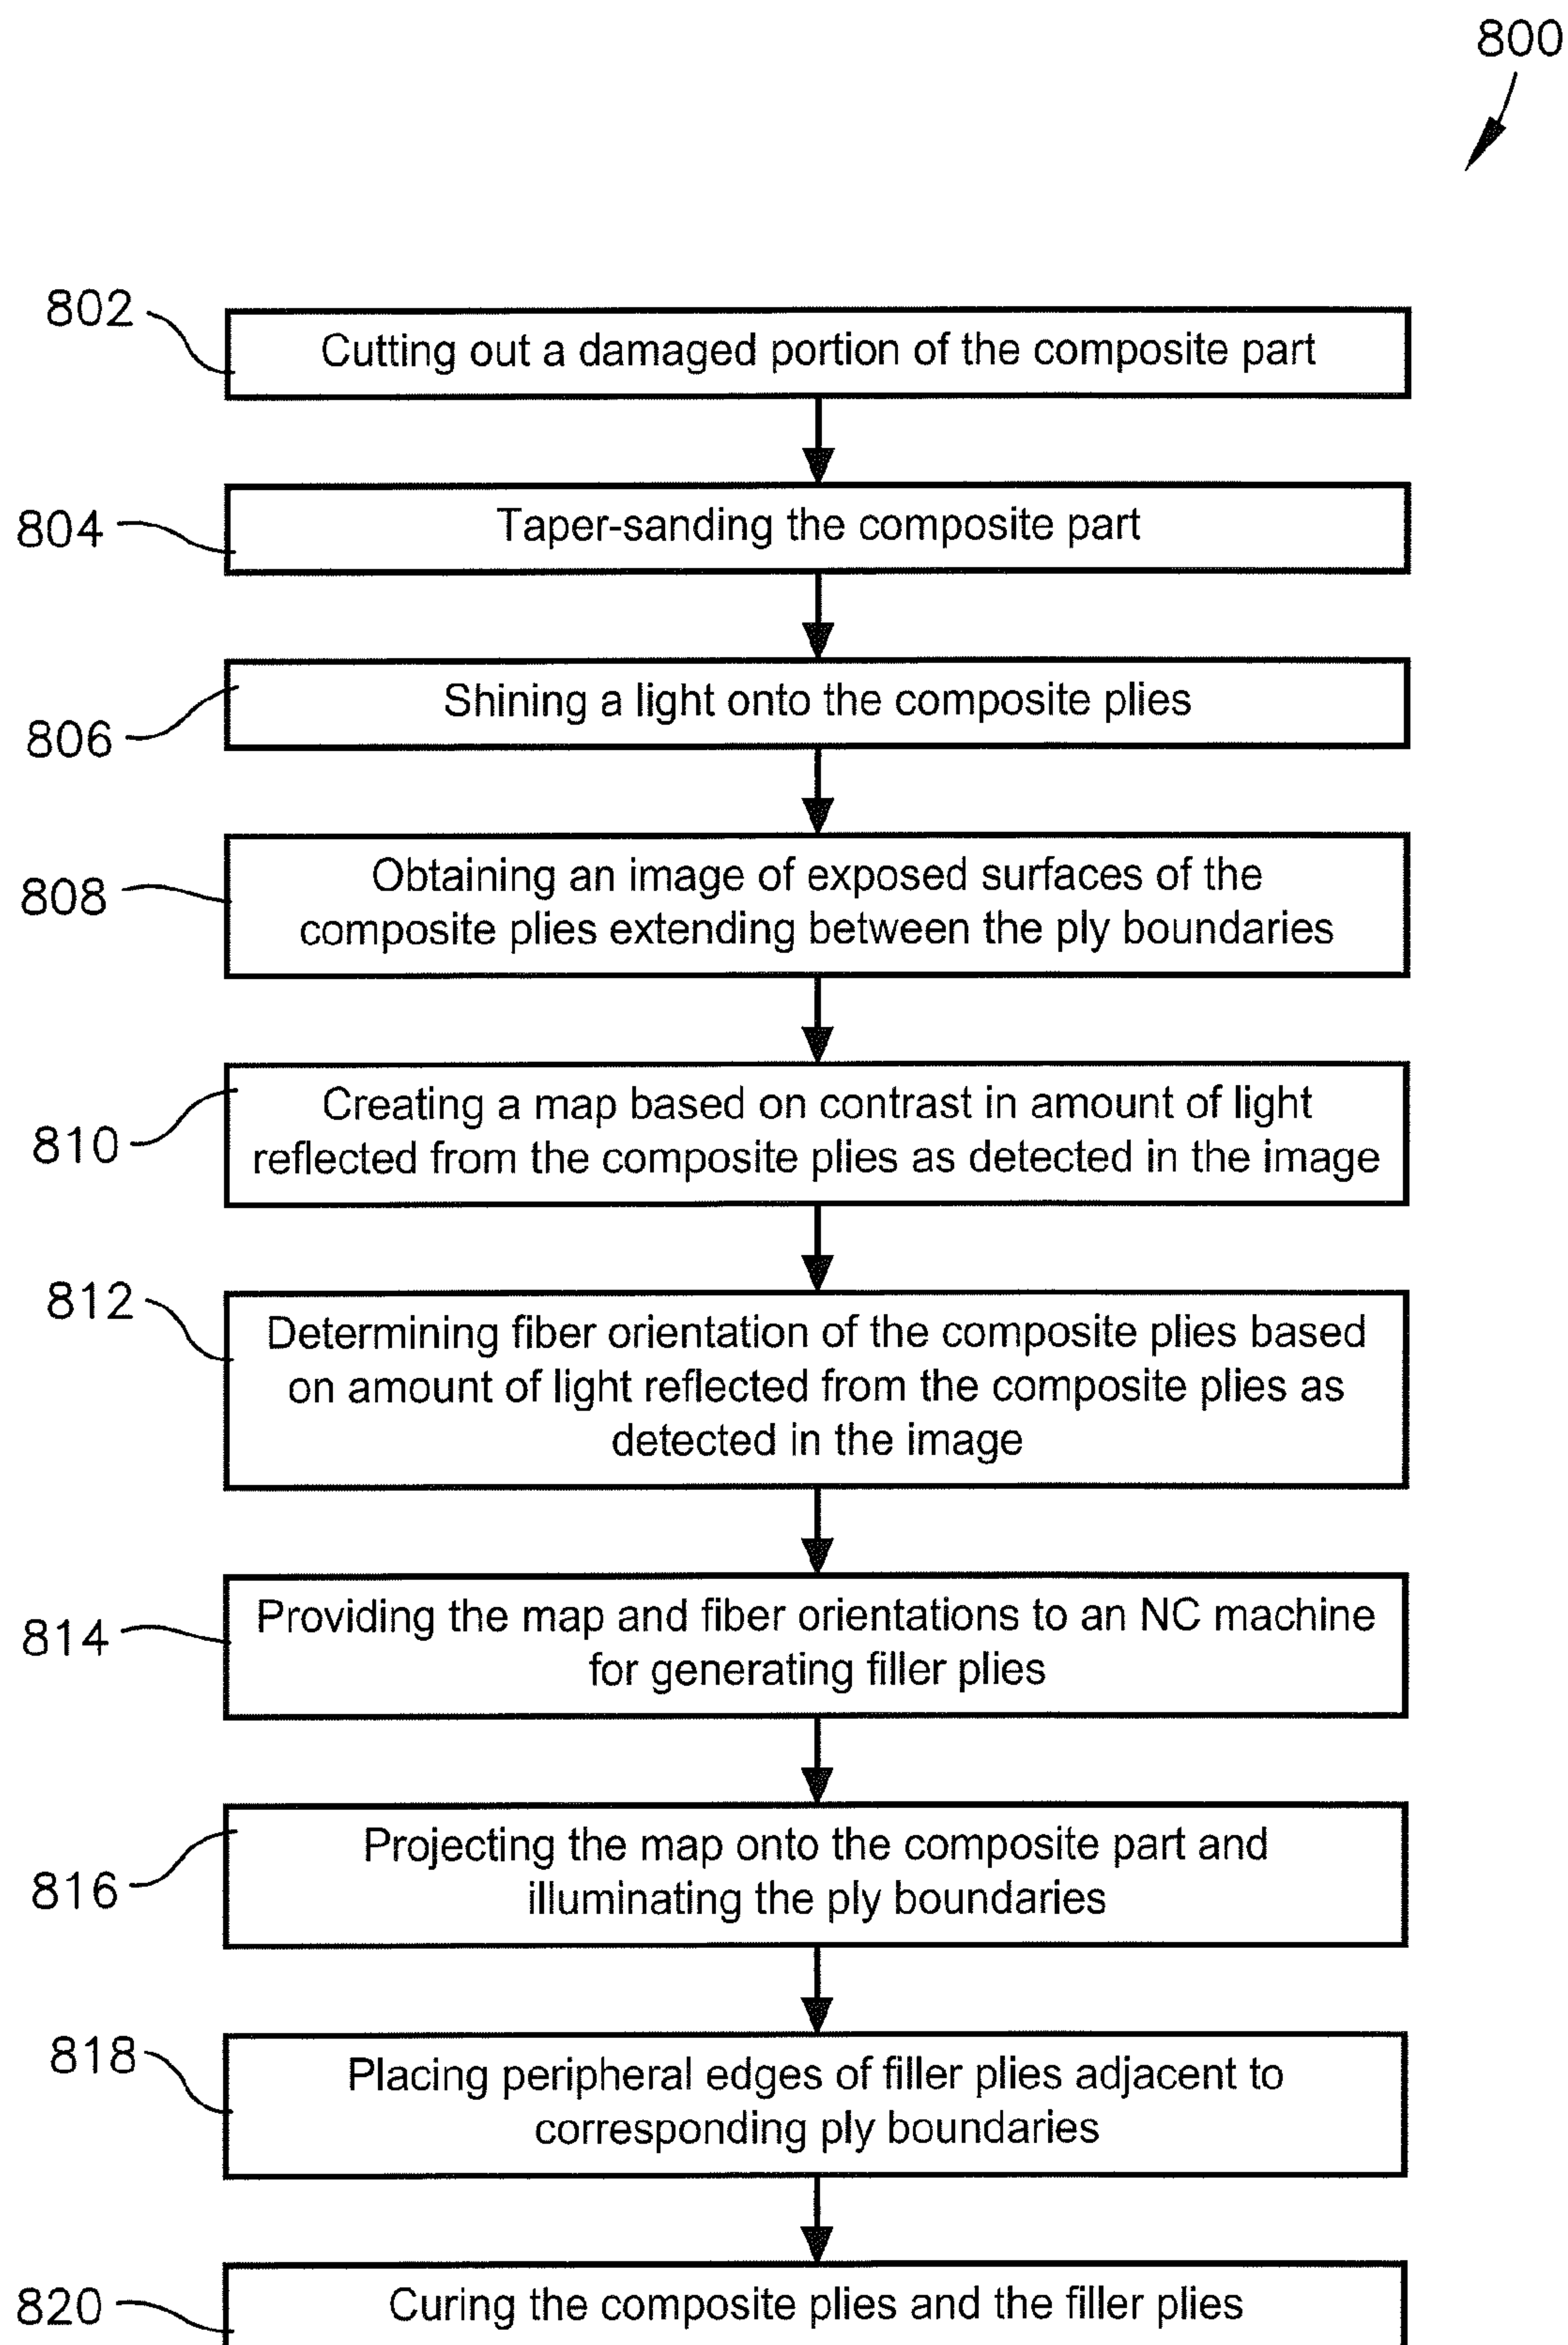 800
802
Cutting out a damaged portion of the composite part
804
Taper-sanding the composite part
806
Shining a light onto the composite plies
808
Obtaining an image of exposed surfaces of the
composite plies extending between the ply boundaries
810
Creating a map based on contrast in amount of light
reflected from the composite plies as detected in the image
812
Determining fiber orientation of the composite plies based
on amount of light reflected from the composite plies as
detected in the image
814
Providing the map and fiber orientations to an NC machine
for generating filler plies
816
Projecting the map onto the composite part and
illuminating the ply boundaries
818
Placing peripheral edges of filler plies adjacent to
corresponding ply boundaries
820
Curing the composite plies and the filler plies